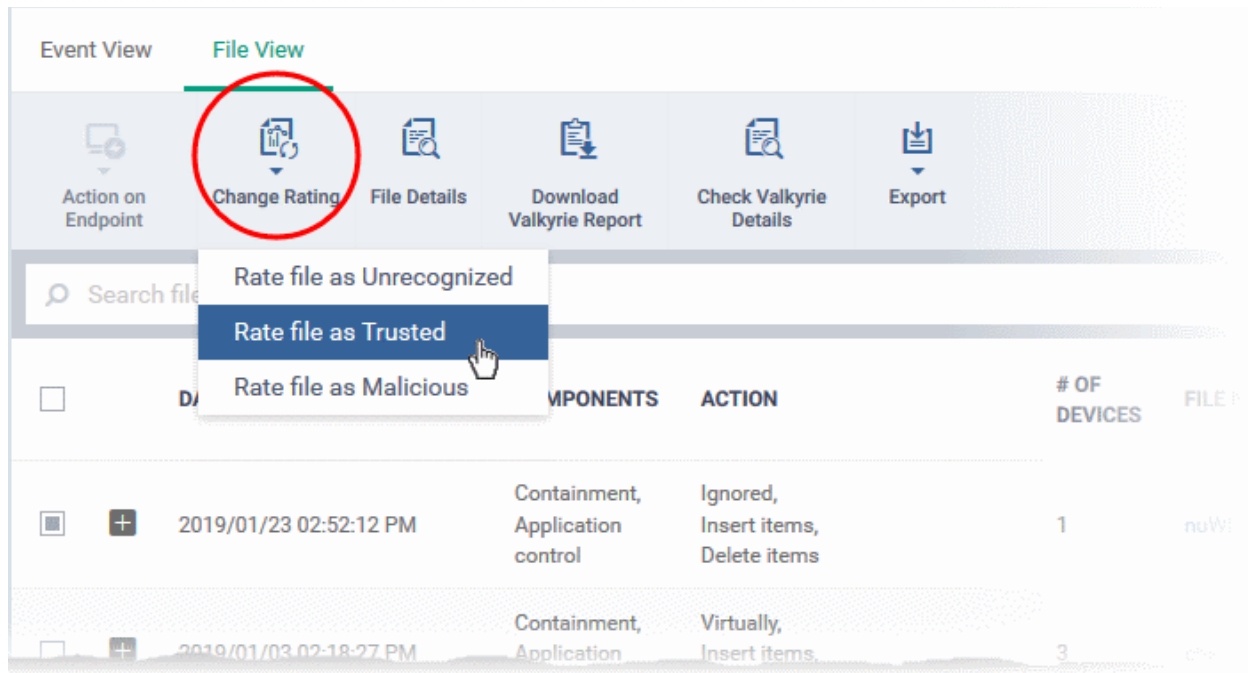 Event View
File View
Action on
Endpoint
Change Rating
File Details
Download
Valkyrie Report
Check Valkyrie
Details
Export
Search file
Rate file as Unrecognized
Rate file as Trusted
Rate file as Malicious
COMPONENTS
ACTION
# OF
DEVICES
FILE
2019/01/23 02:52:12 PM
Containment,
Application
control
Ignored,
Insert items,
Delete items
1
2019/01/03 02:18:27 PM
Containment,
Application
Virtually,
Insert items,
3